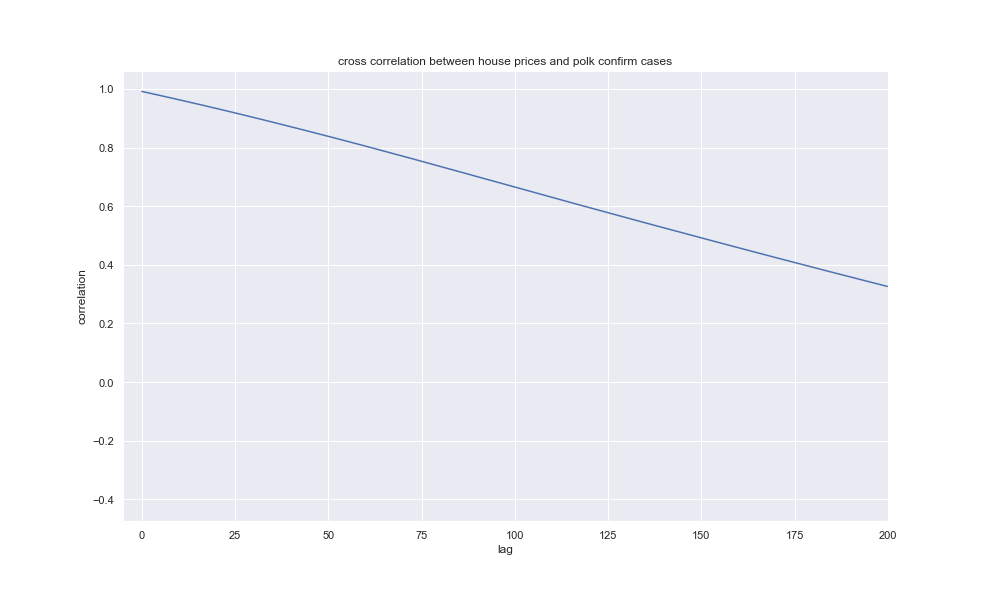 cross correlation between house prices and polk confirm cases
1.0
0.8
0.6
0.4
0.2
0.0
−0.2
−0.4
correlation
0 25 50 75 100 125 150 175 200
lag